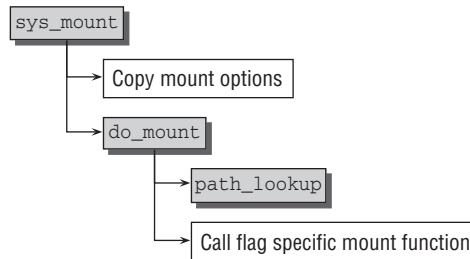 sys_mount
Copy mount options
do_mount
path_lookup
Call flag specific mount function